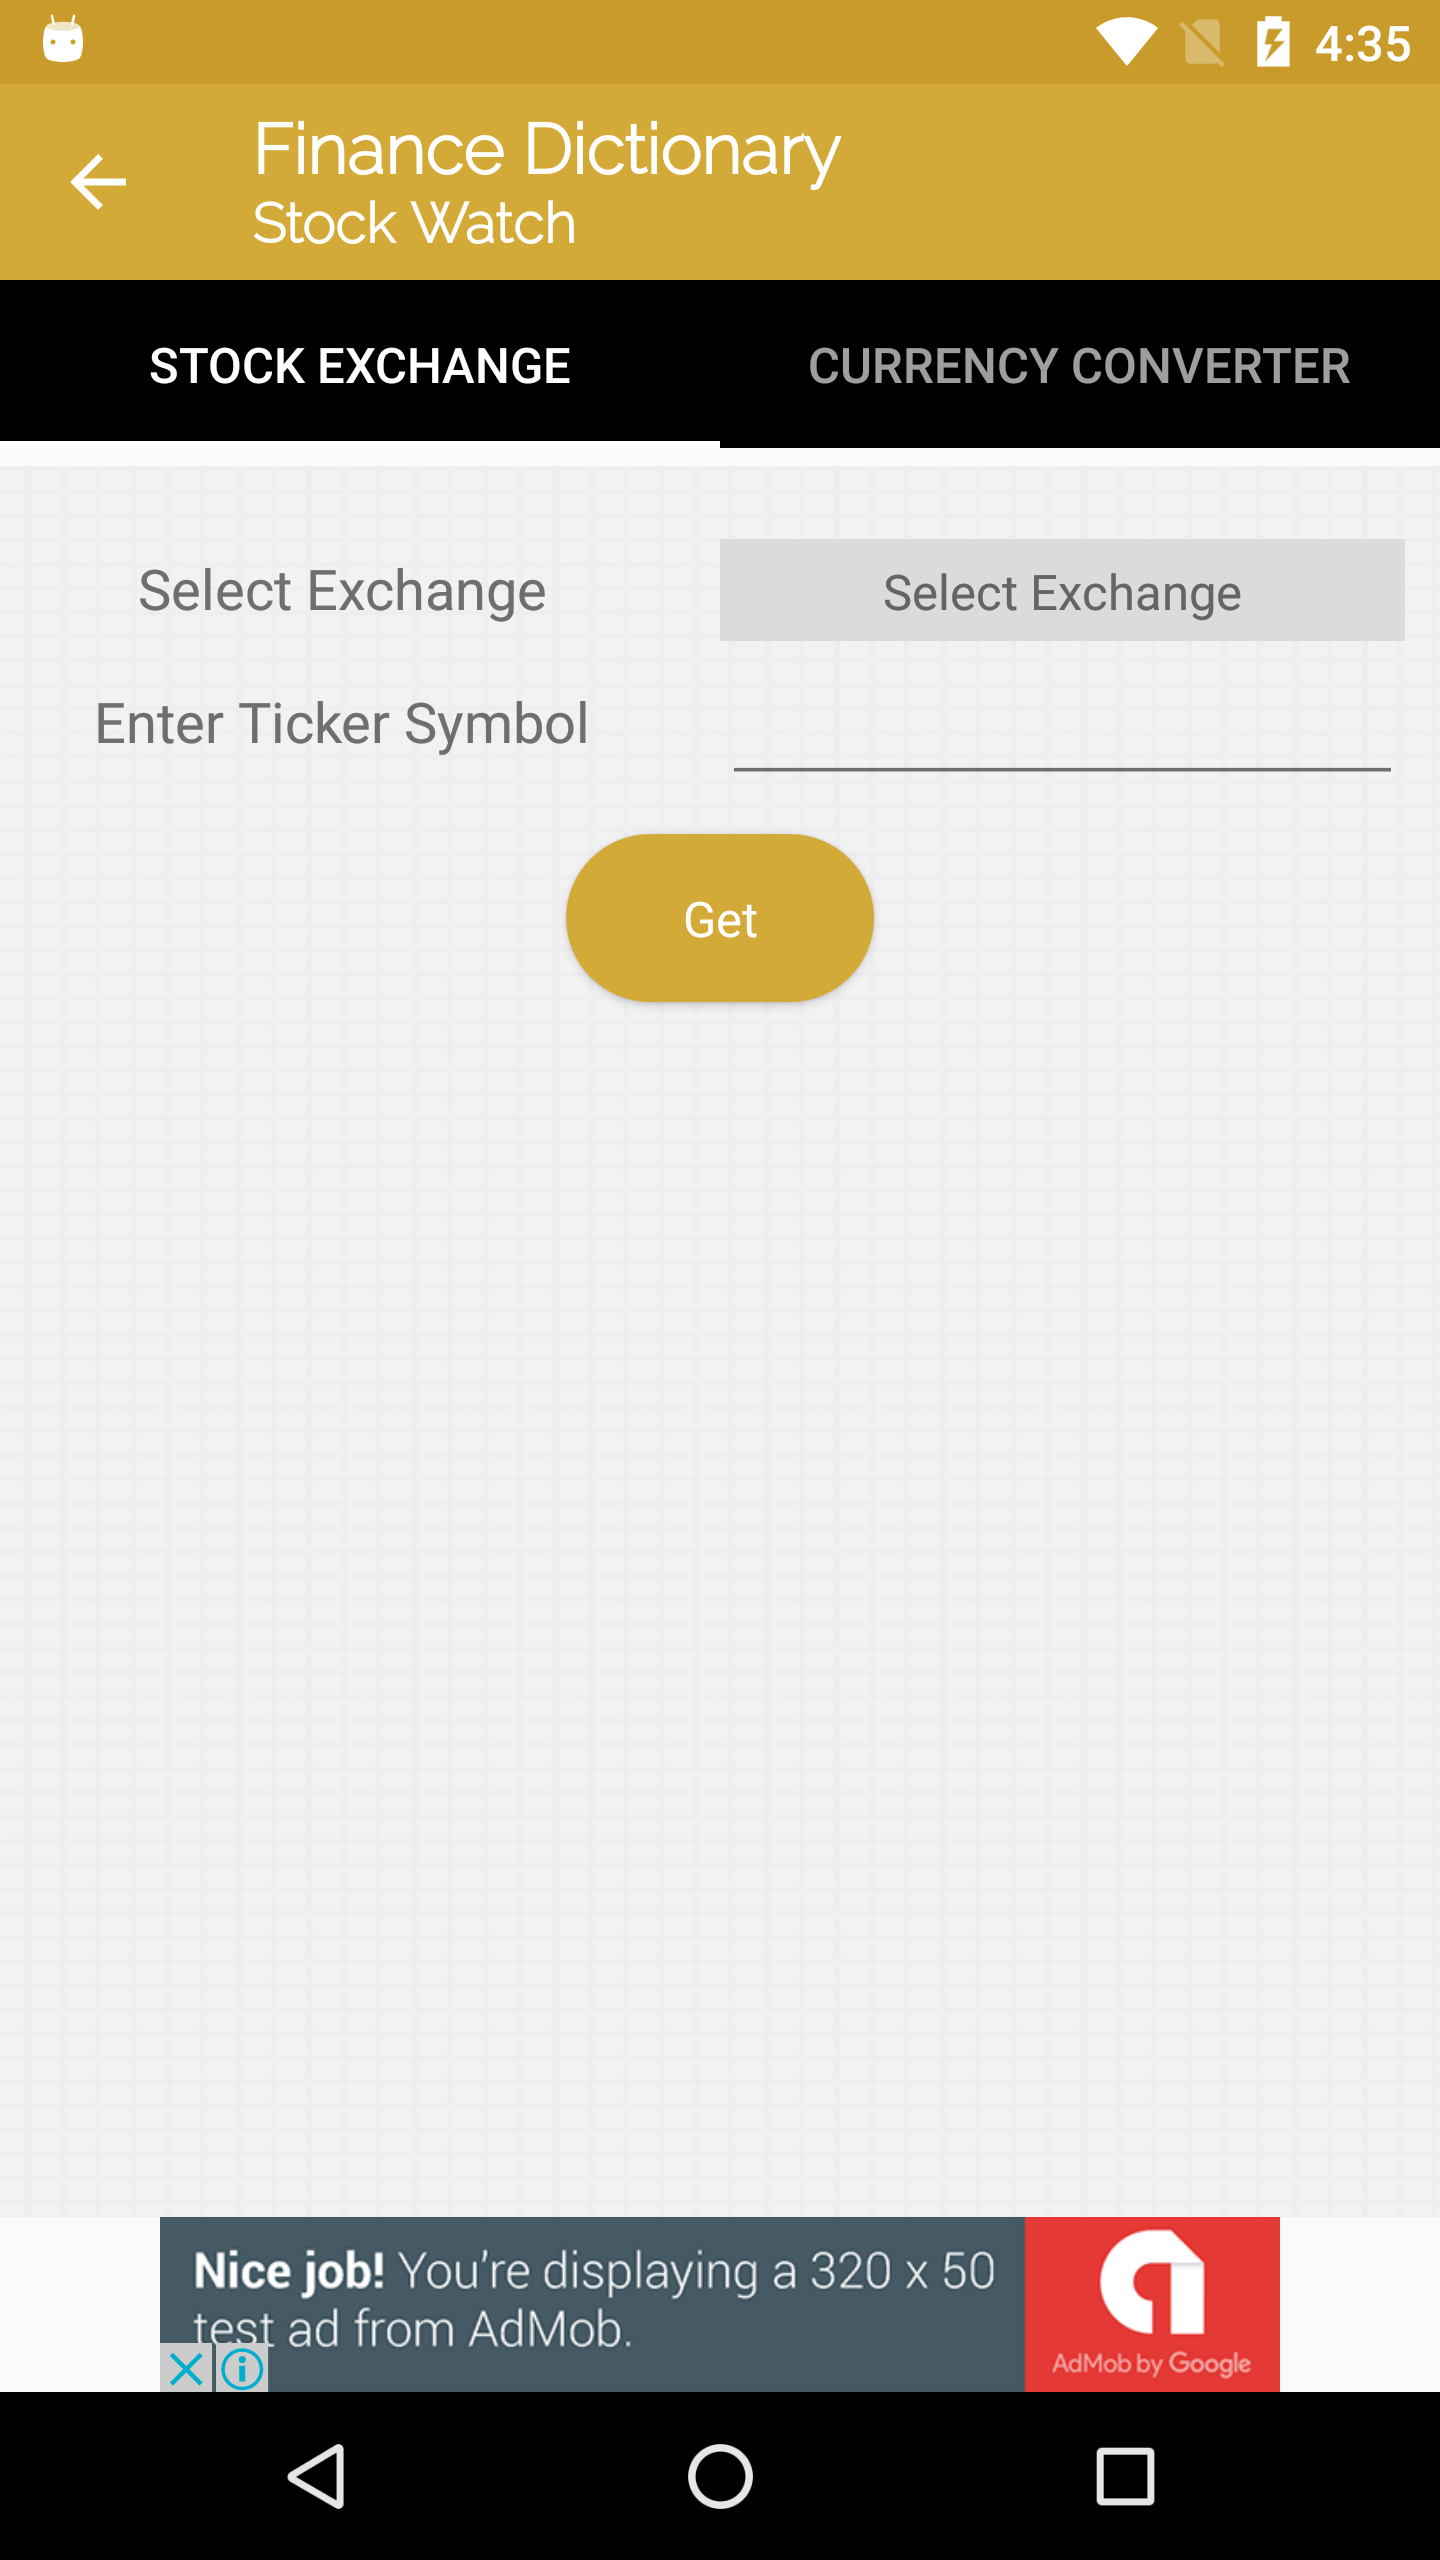 4:35
Finance Dictionary
Stock Watch
STOCK EXCHANGE
CURRENCY CONVERTER
Select Exchange
Select Exchange
Enter Ticker Symbol
Get
Nice job! You're displaying a 320 x 50
test ad from AdMob.
AdMob by Google